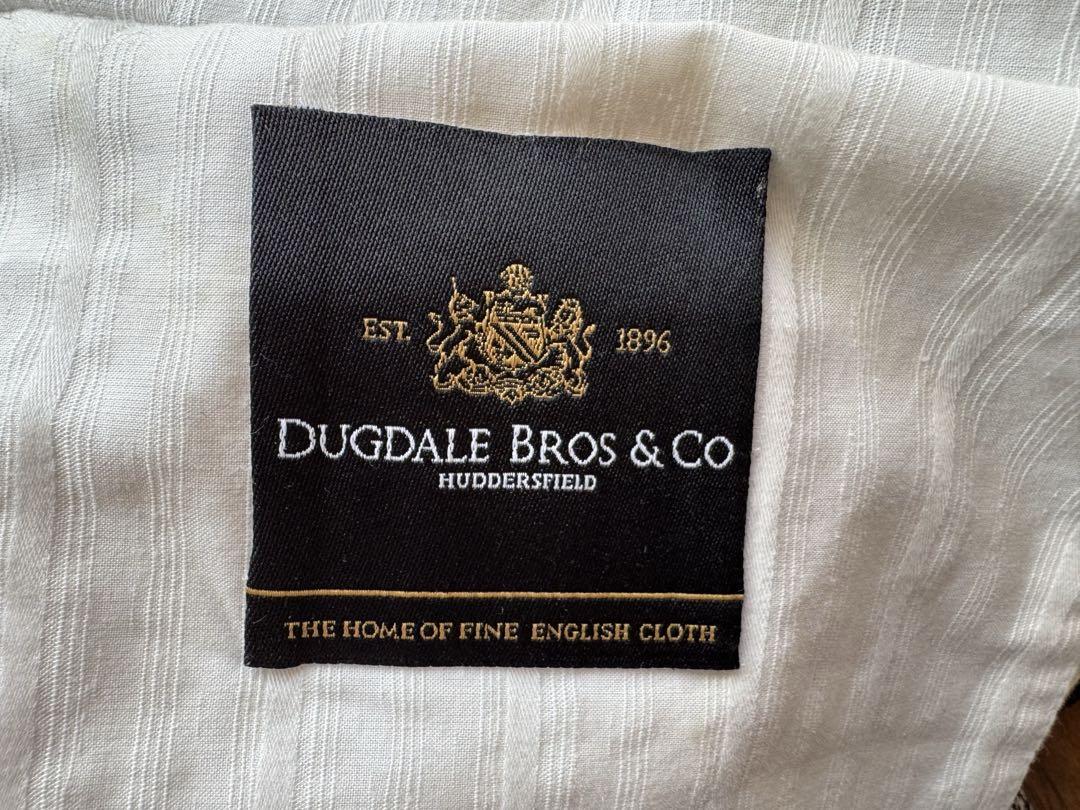 EST. 1896
DUGDALE BROS & CO
HUDDERSFIELD
THE HOME OF FINE ENGLISH CLOTH